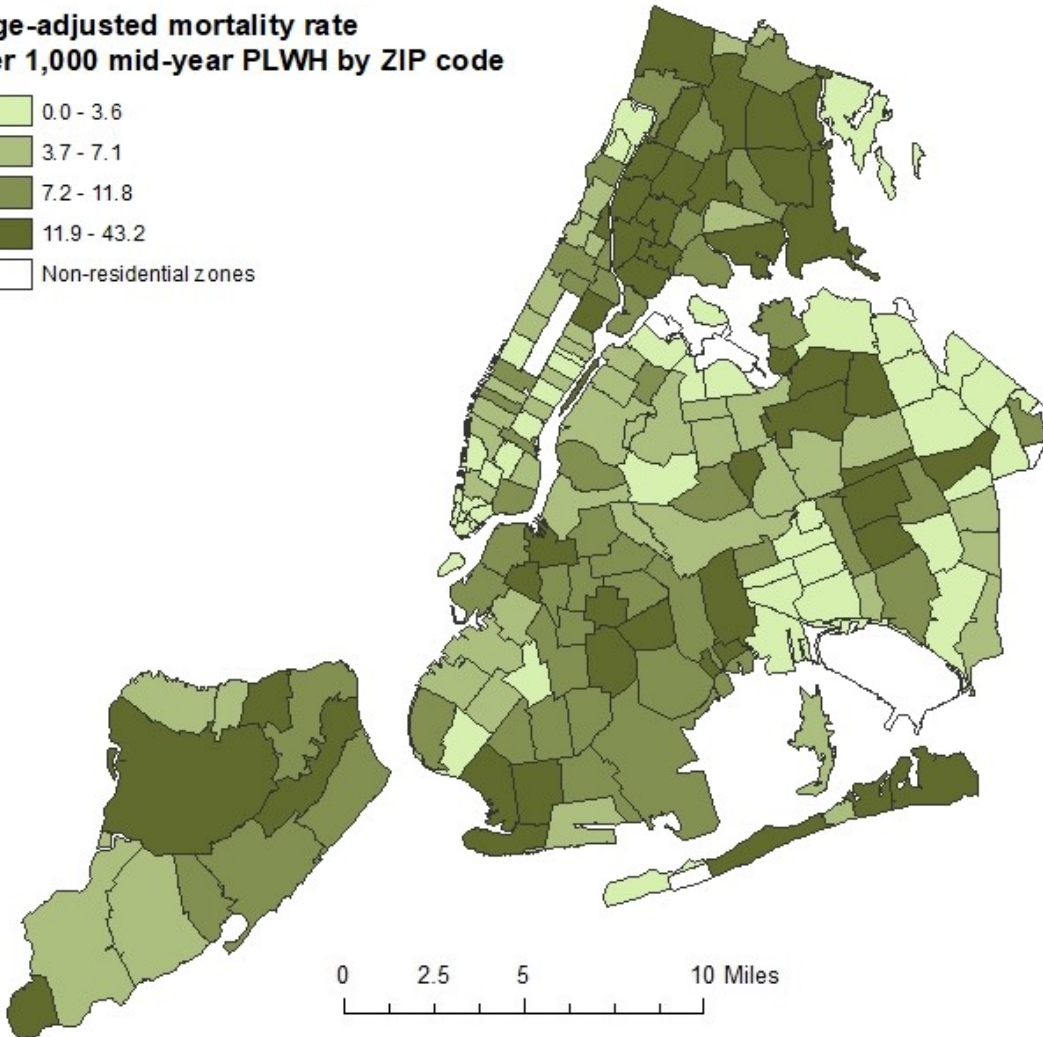 ge-adjusted mortality rate
er 1,000 mid-year PLWH by ZIP code
0.0 - 3.6
3.7 - 7.1
7.2 - 11.8
11.9 - 43.2
Non-residential zones
0 2.5 5 10 Miles